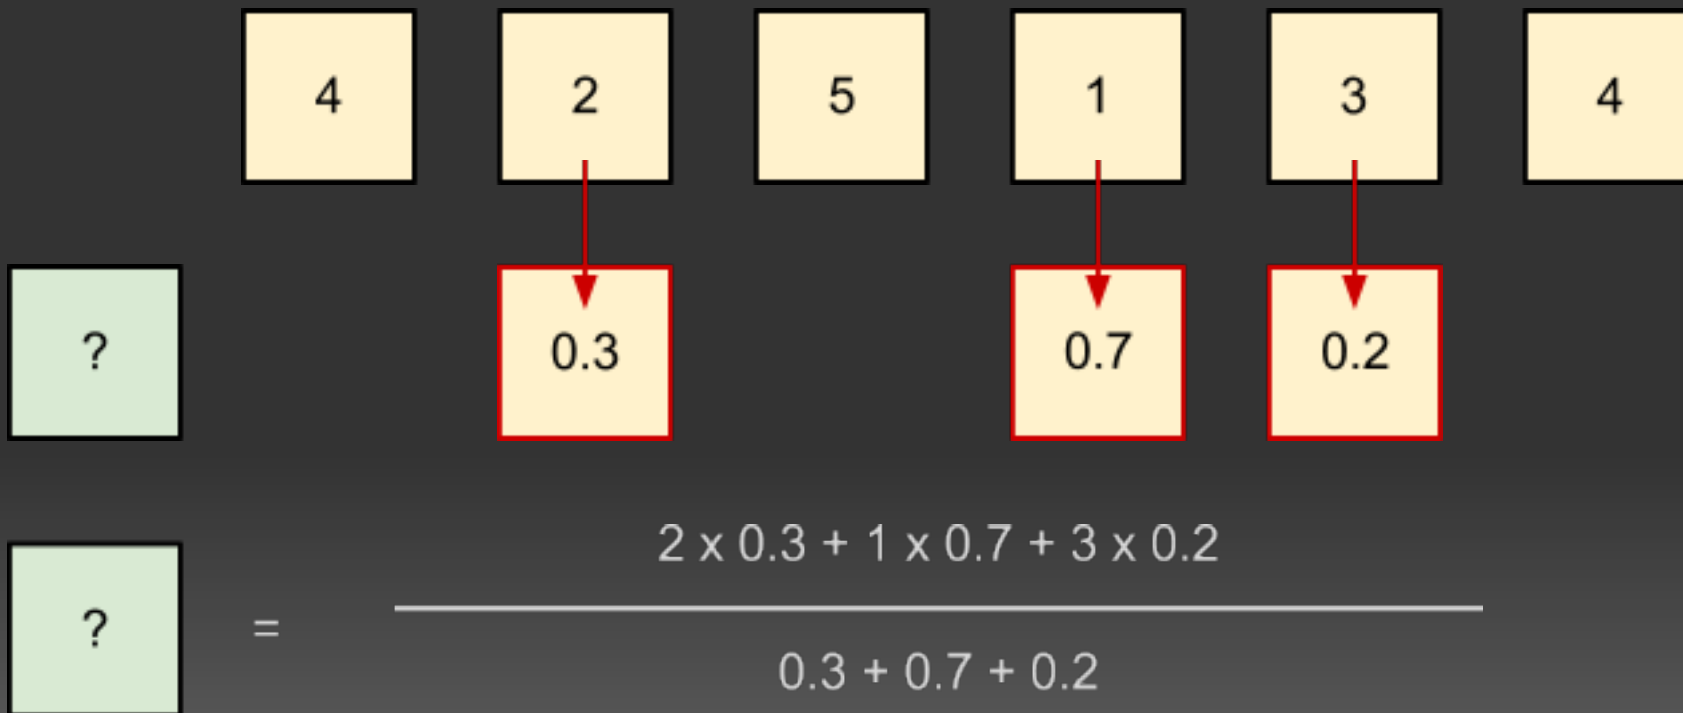 4 2 5 1 3 4
? 0.3 0.7 0.2
2 x 0.3 + 1 x 0.7 + 3 x 0.2
? =
0.3 + 0.7 + 0.2